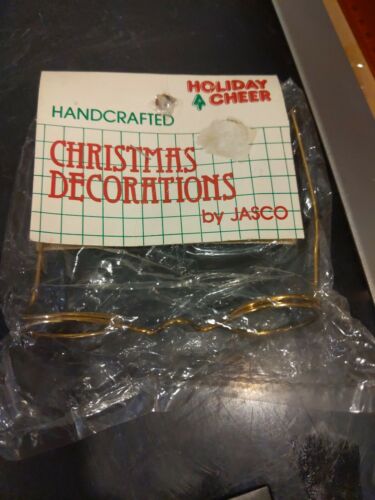 HOLIDAY
CHEER
HANDCRAFTED
CHRISTMAS
DECORATIONS
by JASCO